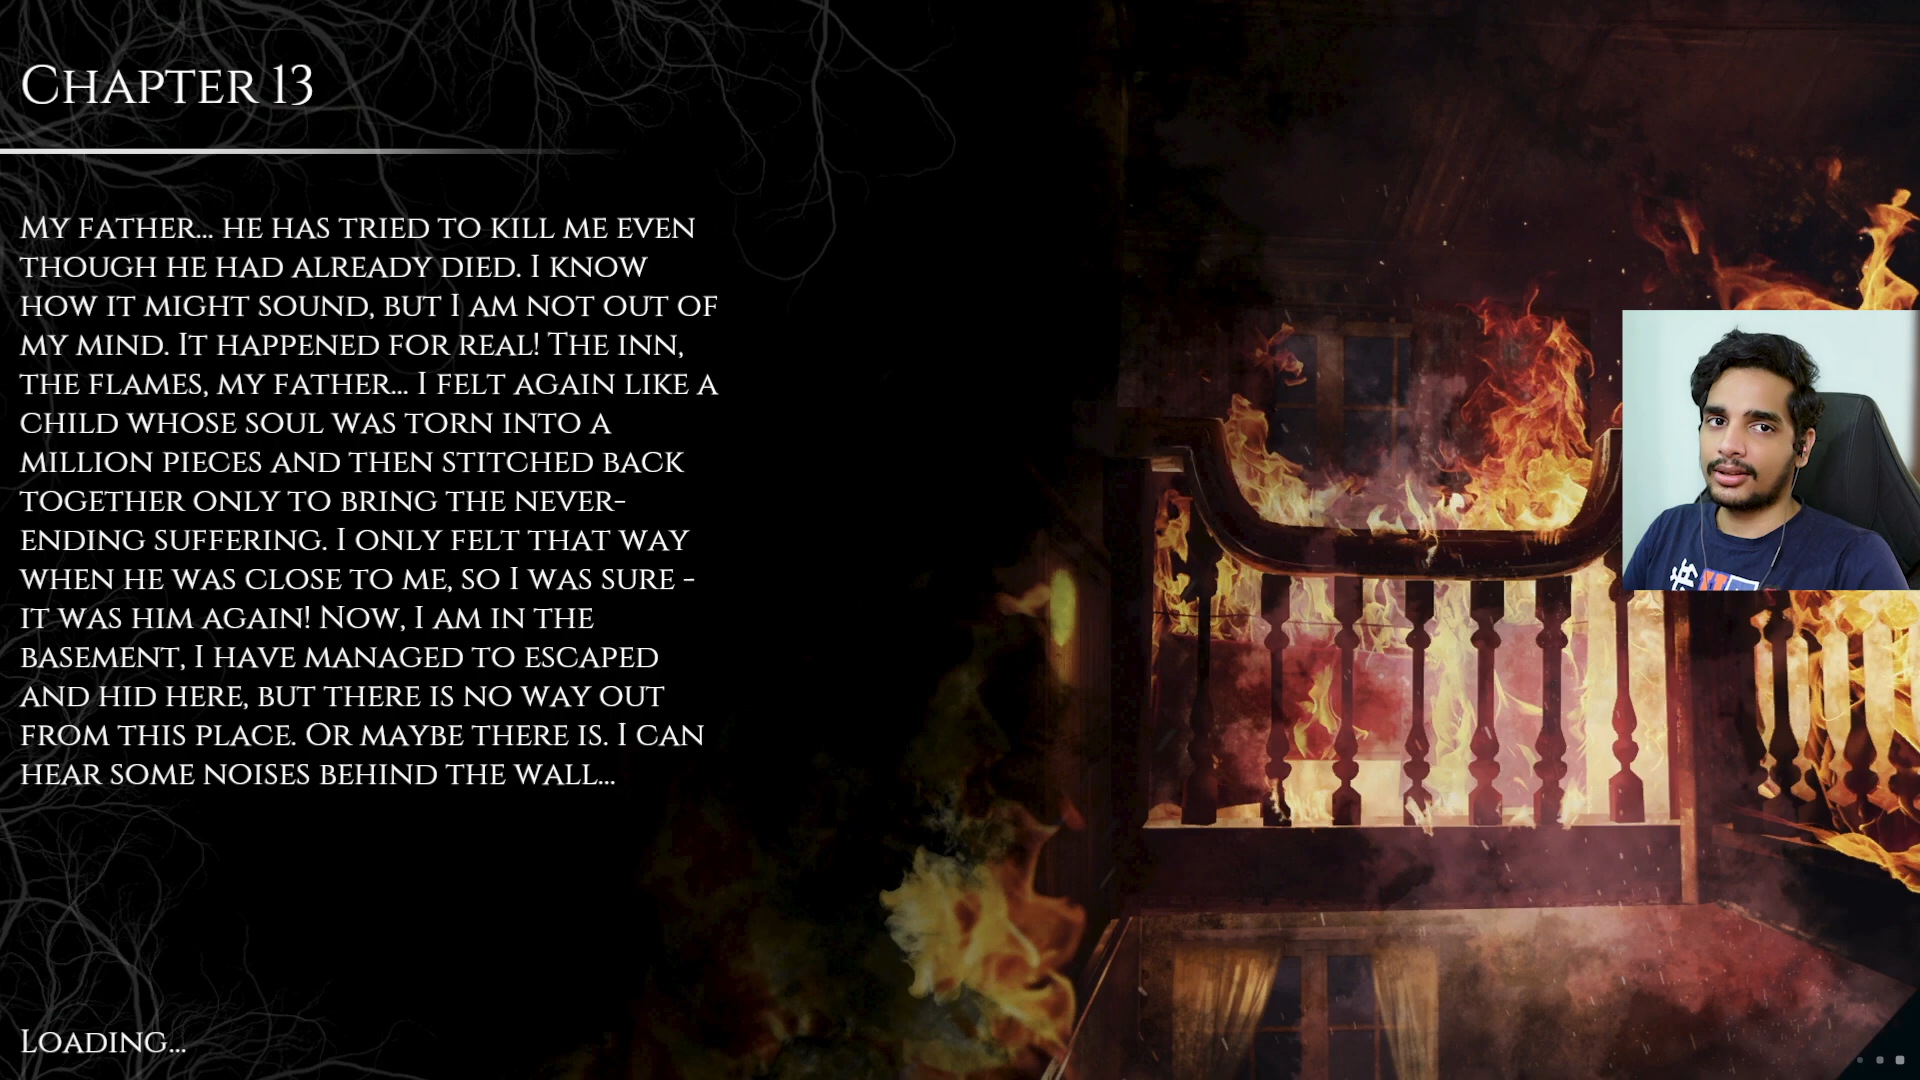 Chapter 13
My father... he has tried to kill me even
though he had already died. I know
how it might sound, but I am not out of
my mind. It happened for real! The inn,
the flames, my father... I felt again like a
child whose soul was torn into a
million pieces and then stitched back
together only to bring the never-
ending suffering. I only felt that way
when he was close to me, so I was sure -
it was him again! Now, I am in the
basement, I have managed to escaped
and hid here, but there is no way out
from this place. Or maybe there is. I can
hear some noises behind the wall...
Loading...